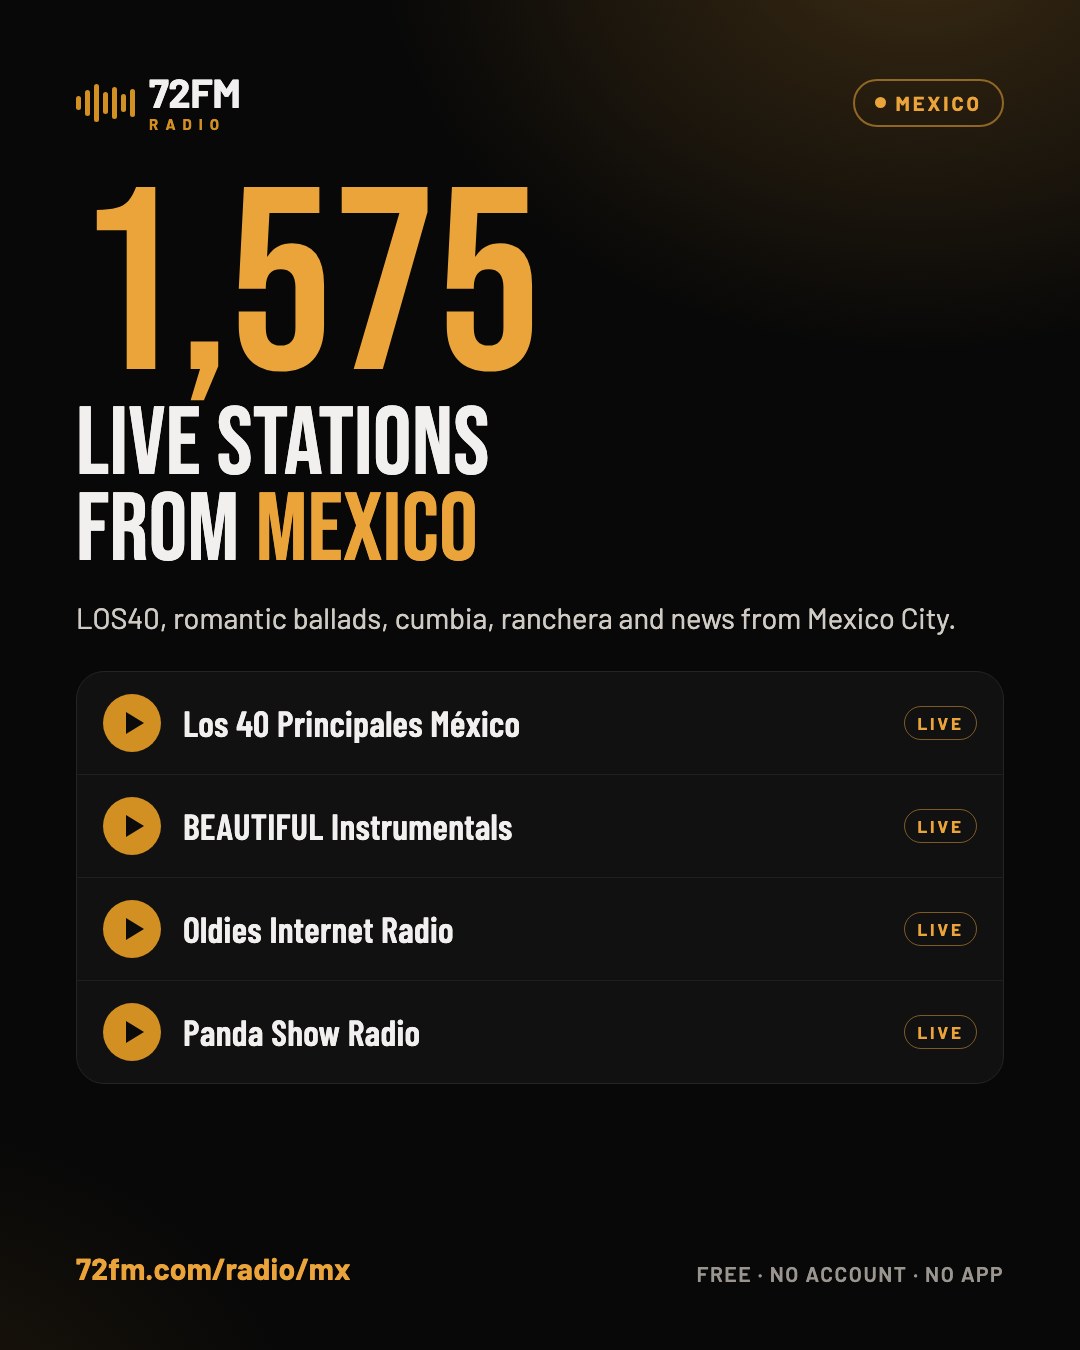 72FM
RADIO
MEXICO
1,575
LIVE STATIONS
FROM MEXICO
LOS40, romantic ballads, cumbia, ranchera and news from Mexico City.
Los 40 Principales México
LIVE
BEAUTIFUL Instrumentals
LIVE
Oldies Internet Radio
LIVE
Panda Show Radio
LIVE
72fm.com/radio/mx
FREE · NO ACCOUNT · NO APP